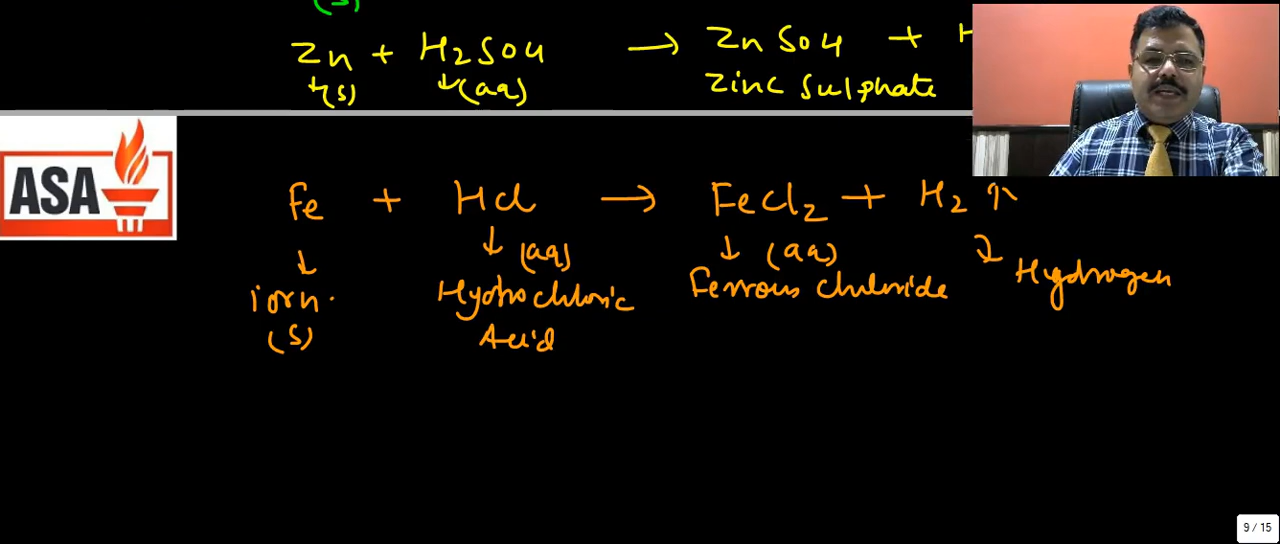 (s)
Zn + H2SO4 → ZnSO4 + H
↓(s) ↓(aq) Zinc Sulphate
ASA
Fe + Hcl → FeCl2 + H2 ↑
↓ ↓ (aq) ↓ (aq) ↓ Hydrogen
iorn. Hydrochloric Ferrous Chuloride
(S) Acid
9 / 15